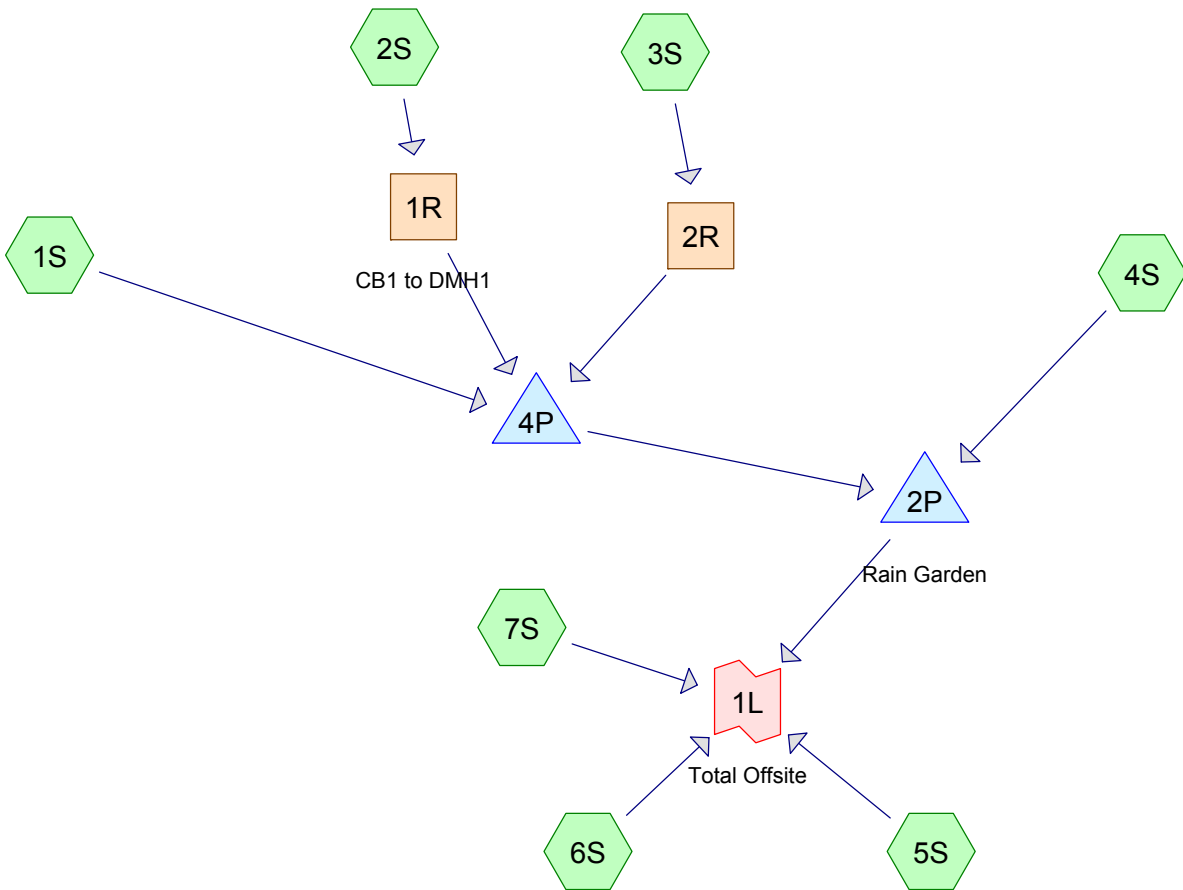 2S
3S
1R
2R
1S
4S
CB1 to DMH1
4P
2P
Rain Garden
7S
1L
Total Offsite
6S
5S